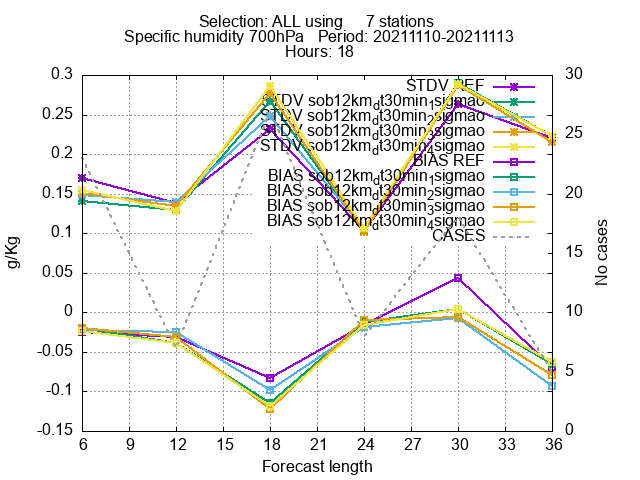 Selection: ALL using 7 stations
Specific humidity 700hPa Period: 20211110-20211113
Hours: 18
0.3
0.25
0.2
0.15
0.1
0.05
0
-0.05
-0.1
-0.15
g/Kg
STDV REF
STDV sob12km_dt30min_1sigmao
STDV sob12km_dt30min_2sigmao
STDV sob12km_dt30min_3sigmao
STDV sob12km_dt30min_4sigmao
BIAS REF
BIAS sob12km_dt30min_1sigmao
BIAS sob12km_dt30min_2sigmao
BIAS sob12km_dt30min_3sigmao
BIAS sob12km_dt30min_4sigmao
CASES
30
25
20
15
10
5
0
No cases
6 9 12 15 18 21 24 27 30 33 36
Forecast length